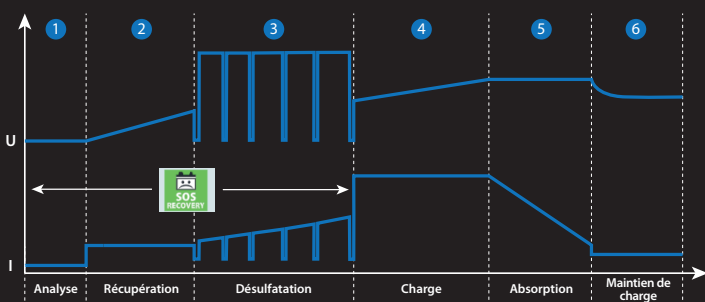 1 2 3 4 5 6
U
SOS
RECOVERY
I
Analyse Récupération Désulfatation Charge Absorption Maintien de
charge